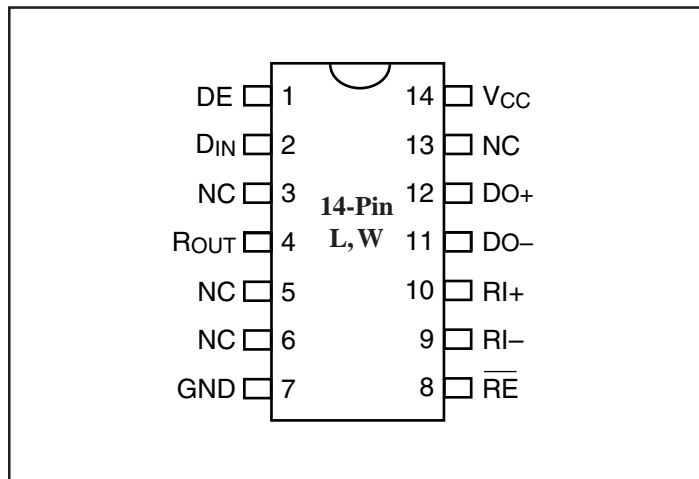 DE 1 14 VCC
DIN 2 13 NC
NC 3 12 DO+
14-Pin
ROUT 4 11 DO–
L, W
NC 5 10 RI+
NC 6 9 RI–
GND 7 8 R̅E̅